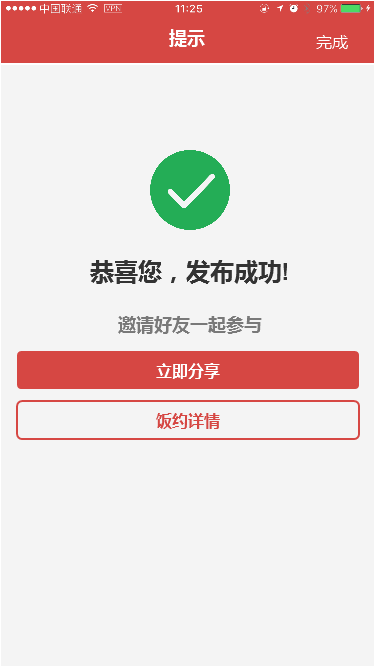 中国联通 VPN 11:25 97%
提示
完成
恭喜您，发布成功!
邀请好友一起参与
立即分享
饭约详情